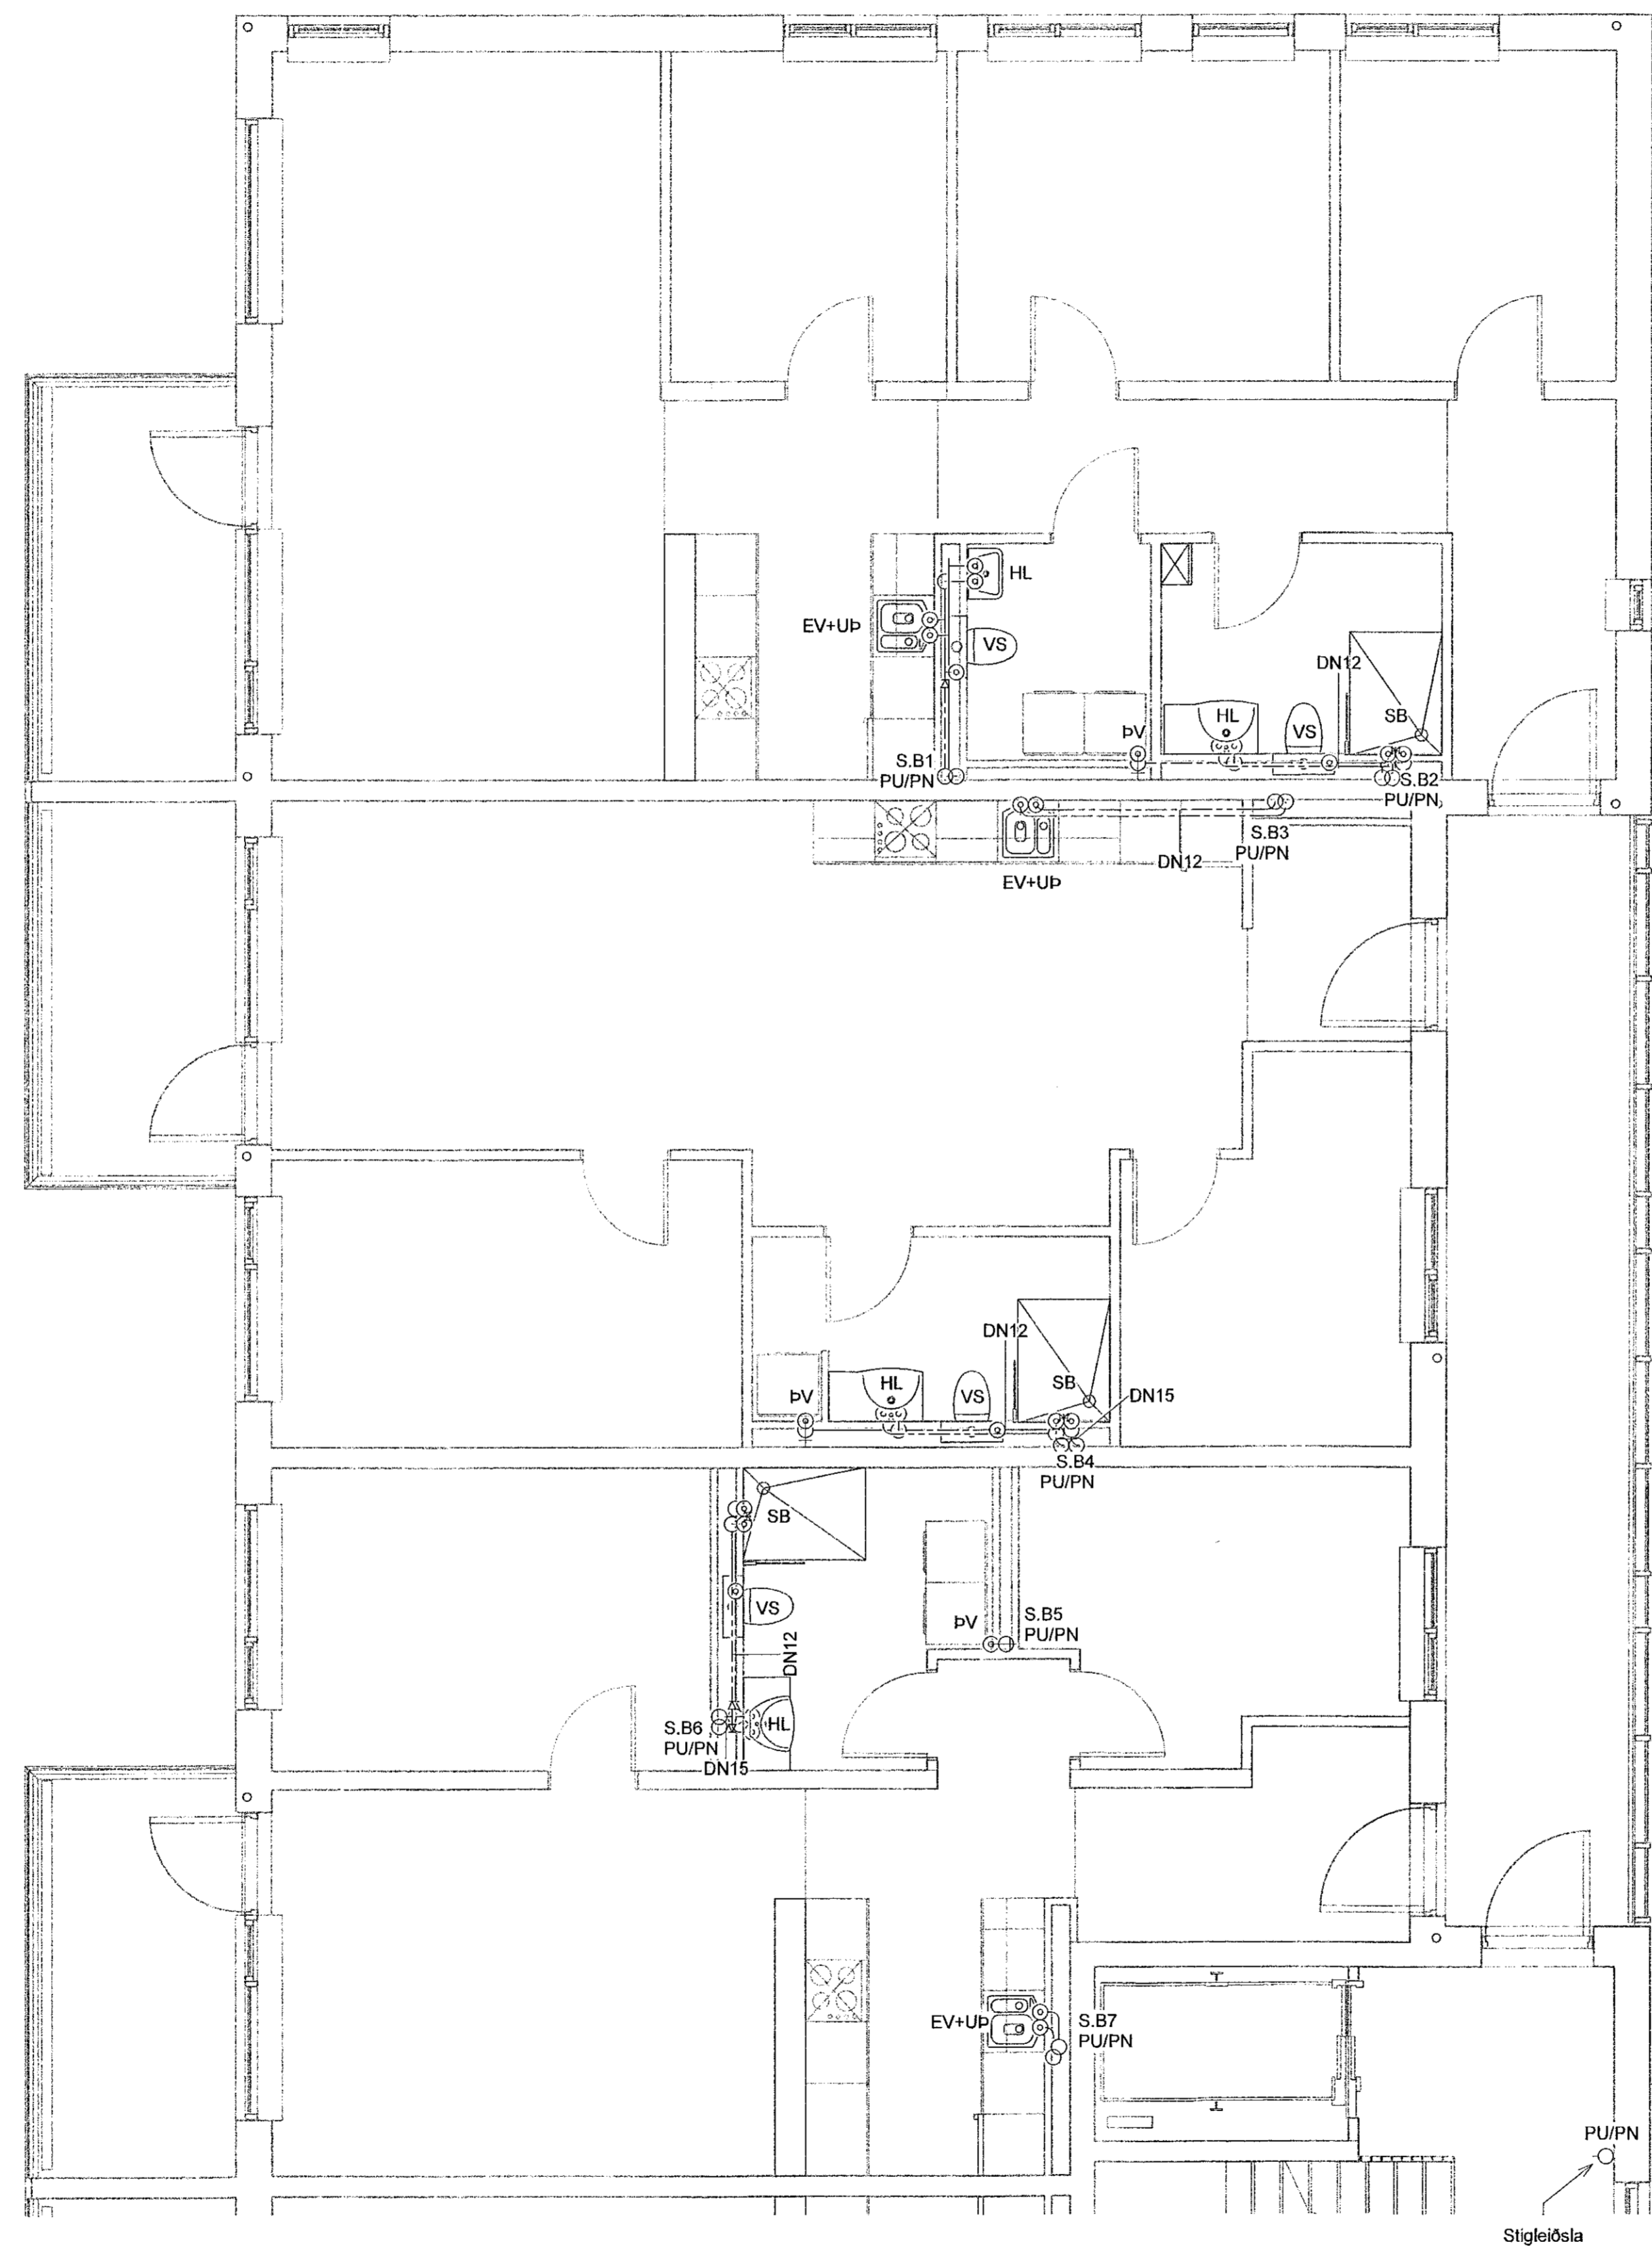 HL
EV+UÞ
VS
DN12
HL
SB
VS
ÞV
S.B1
PU/PN
S.B2
PU/PN
S.B3
PU/PN
DN12
EV+UÞ
DN12
HL
SB
VS
ÞV
DN15
S.B4
PU/PN
SB
VS
ÞV
S.B5
PU/PN
DN12
HL
S.B6
PU/PN
DN15
EV+UÞ
S.B7
PU/PN
PU/PN
Stigleiðsla